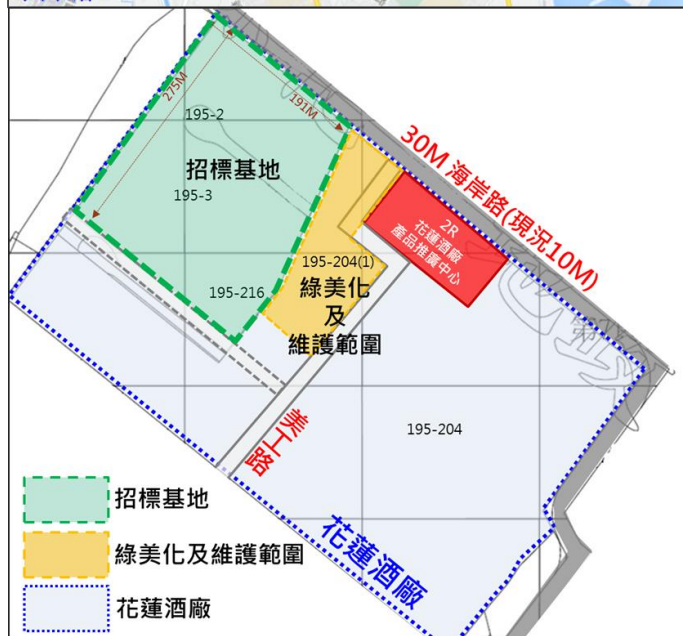 275M
191M
195-2
招標基地
195-3
30M 海岸路(現況10M)
2R
花蓮酒廠
產品推廣中心
195-204(1)
綠美化
及
維護範圍
195-216
美工路
195-204
花蓮酒廠
招標基地
綠美化及維護範圍
花蓮酒廠